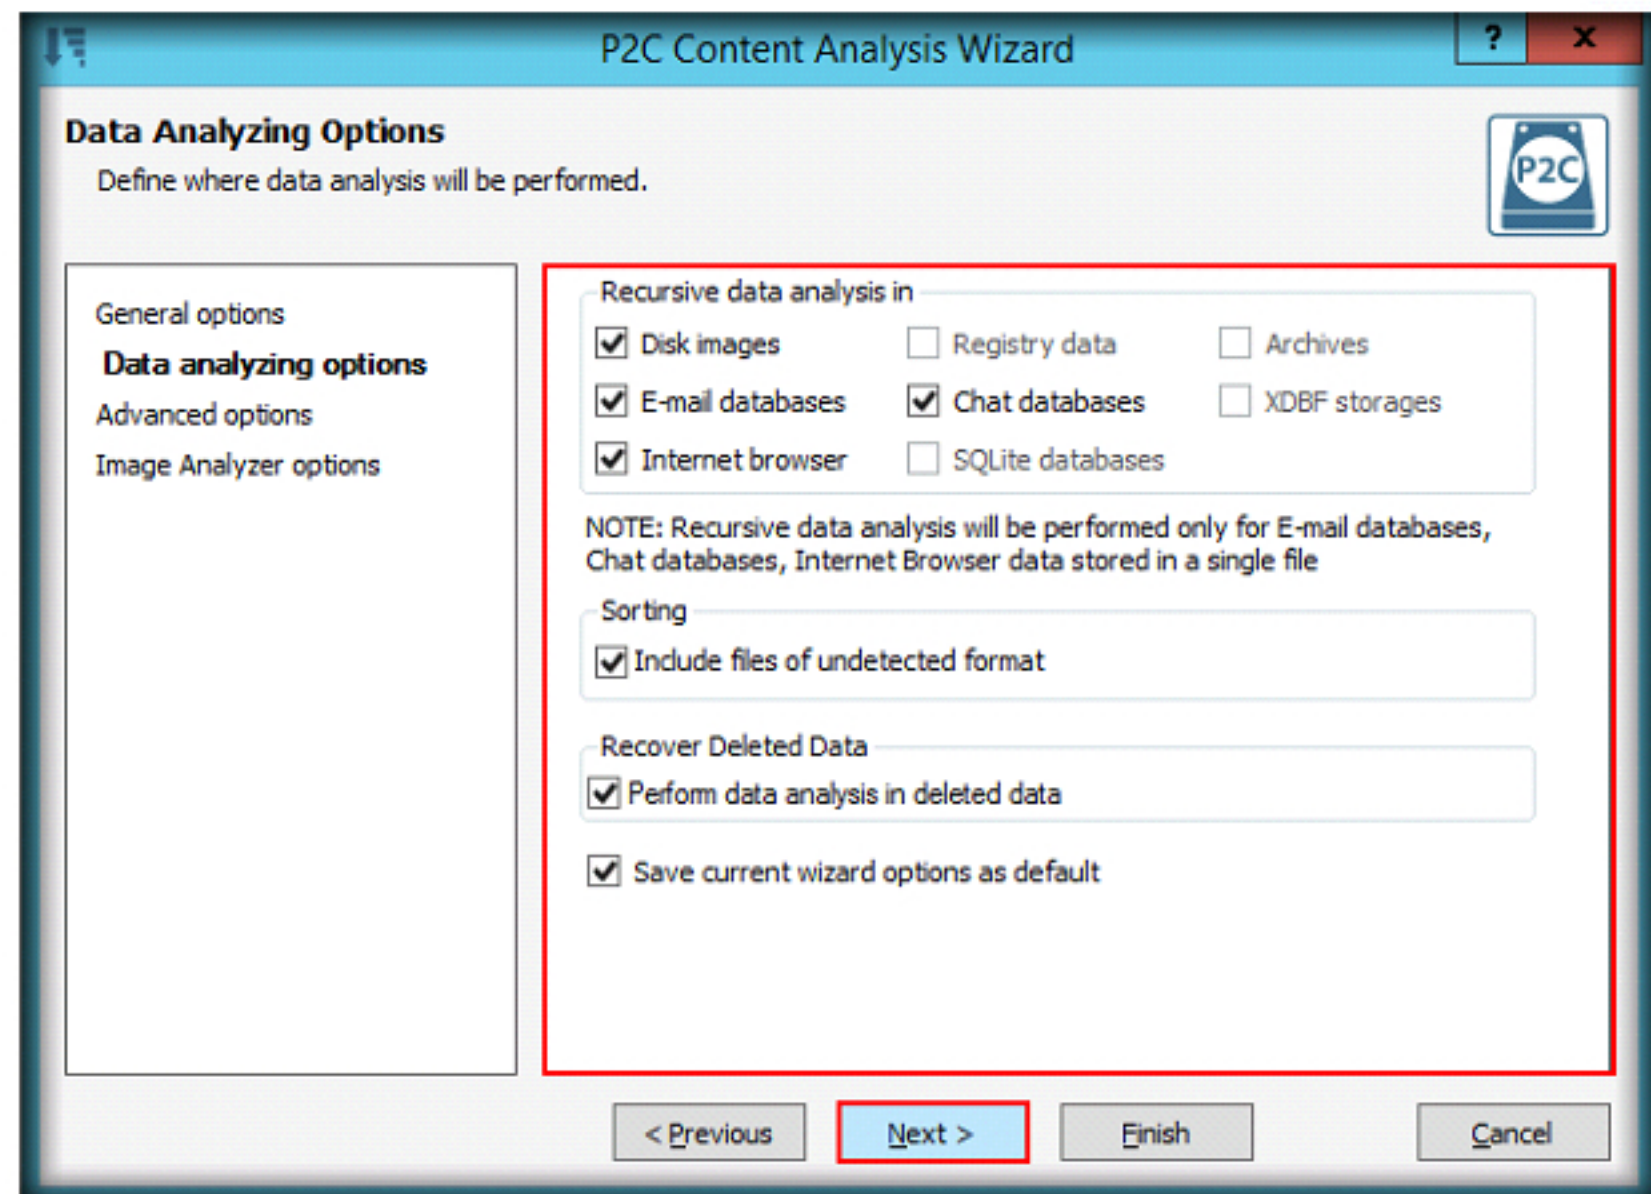 P2C Content Analysis Wizard
?
x
Data Analyzing Options
Define where data analysis will be performed.
P2C
General options
Data analyzing options
Advanced options
Image Analyzer options
Recursive data analysis in
Disk images
Registry data
Archives
E-mail databases
Chat databases
XDBF storages
Internet browser
SQLite databases
NOTE: Recursive data analysis will be performed only for E-mail databases,
Chat databases, Internet Browser data stored in a single file
Sorting
Include files of undetected format
Recover Deleted Data
Perform data analysis in deleted data
Save current wizard options as default
< Previous
Next >
Finish
Cancel